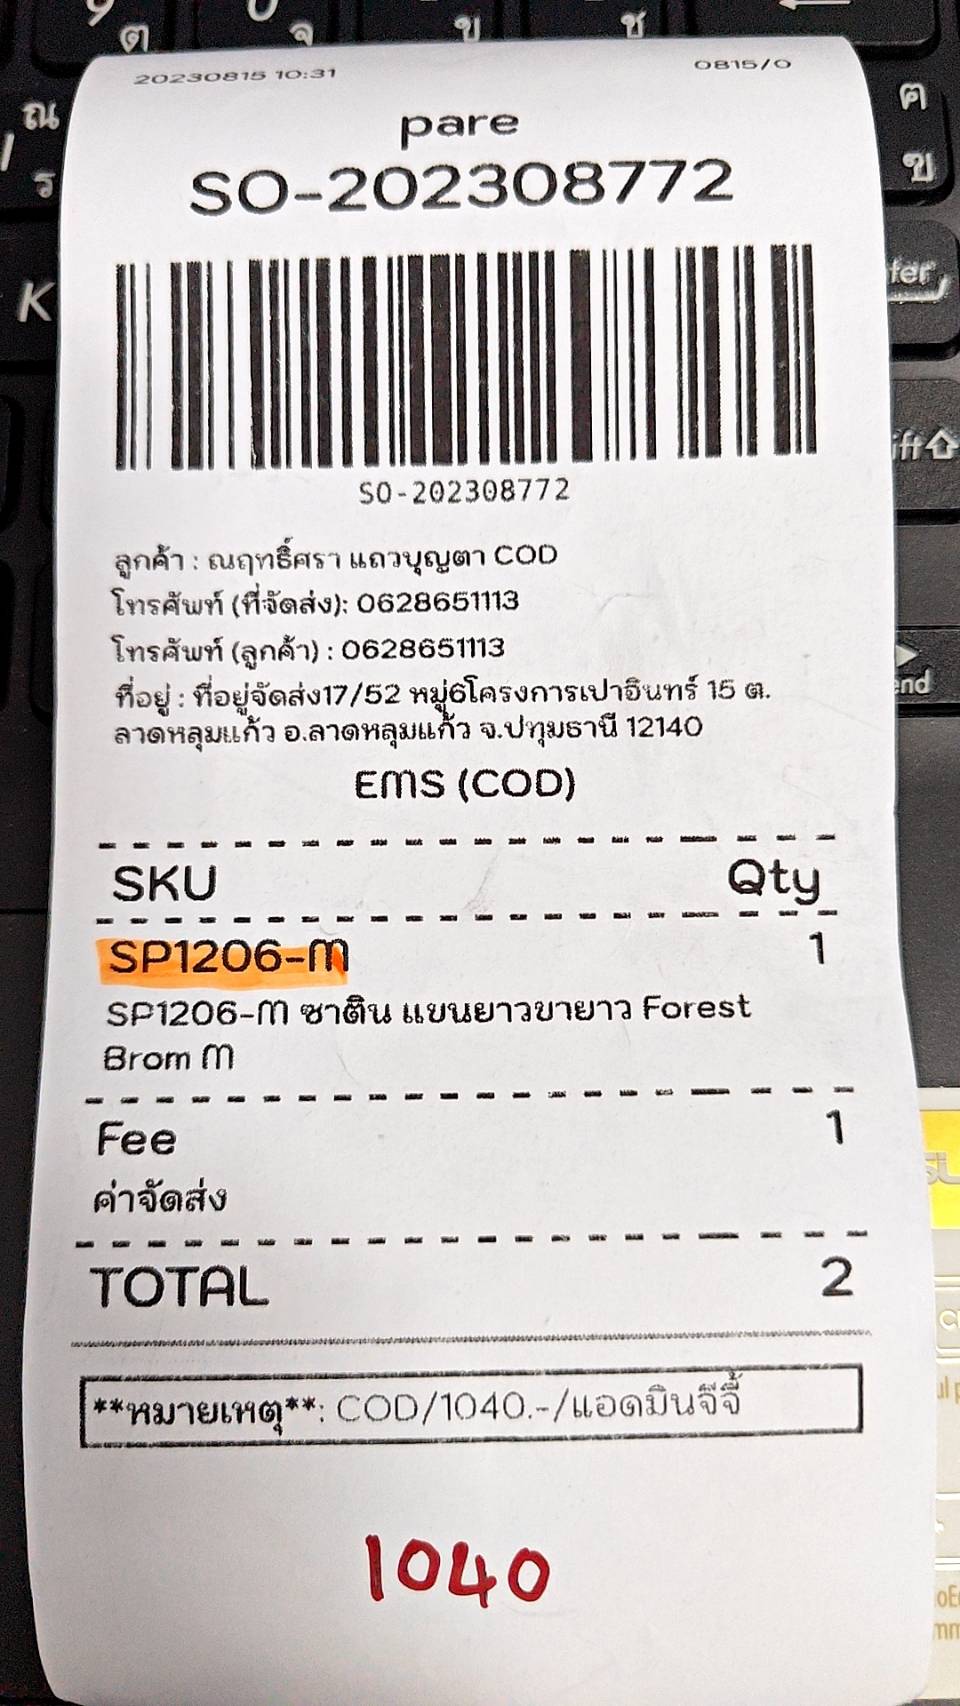 20230815 10:31
0815/0
pare
SO-202308772
SO-202308772
ลูกค้า : ณฤทธิ์ศรา แถวบุญตา COD
โทรศัพท์ (ที่จัดส่ง): 0628651113
โทรศัพท์ (ลูกค้า) : 0628651113
ที่อยู่ : ที่อยู่จัดส่ง17/52 หมู่6โครงการเปาอินทร์ 15 ต.
ลาดหลุมแก้ว อ.ลาดหลุมแก้ว จ.ปทุมธานี 12140
EMS (COD)
SKU Qty
SP1206-M 1
SP1206-M ซาติน แขนยาวขายาว Forest
Brom M
Fee 1
ค่าจัดส่ง
TOTAL 2
**หมายเหตุ**: COD/1040.-/แอดมินจีจี้
1040